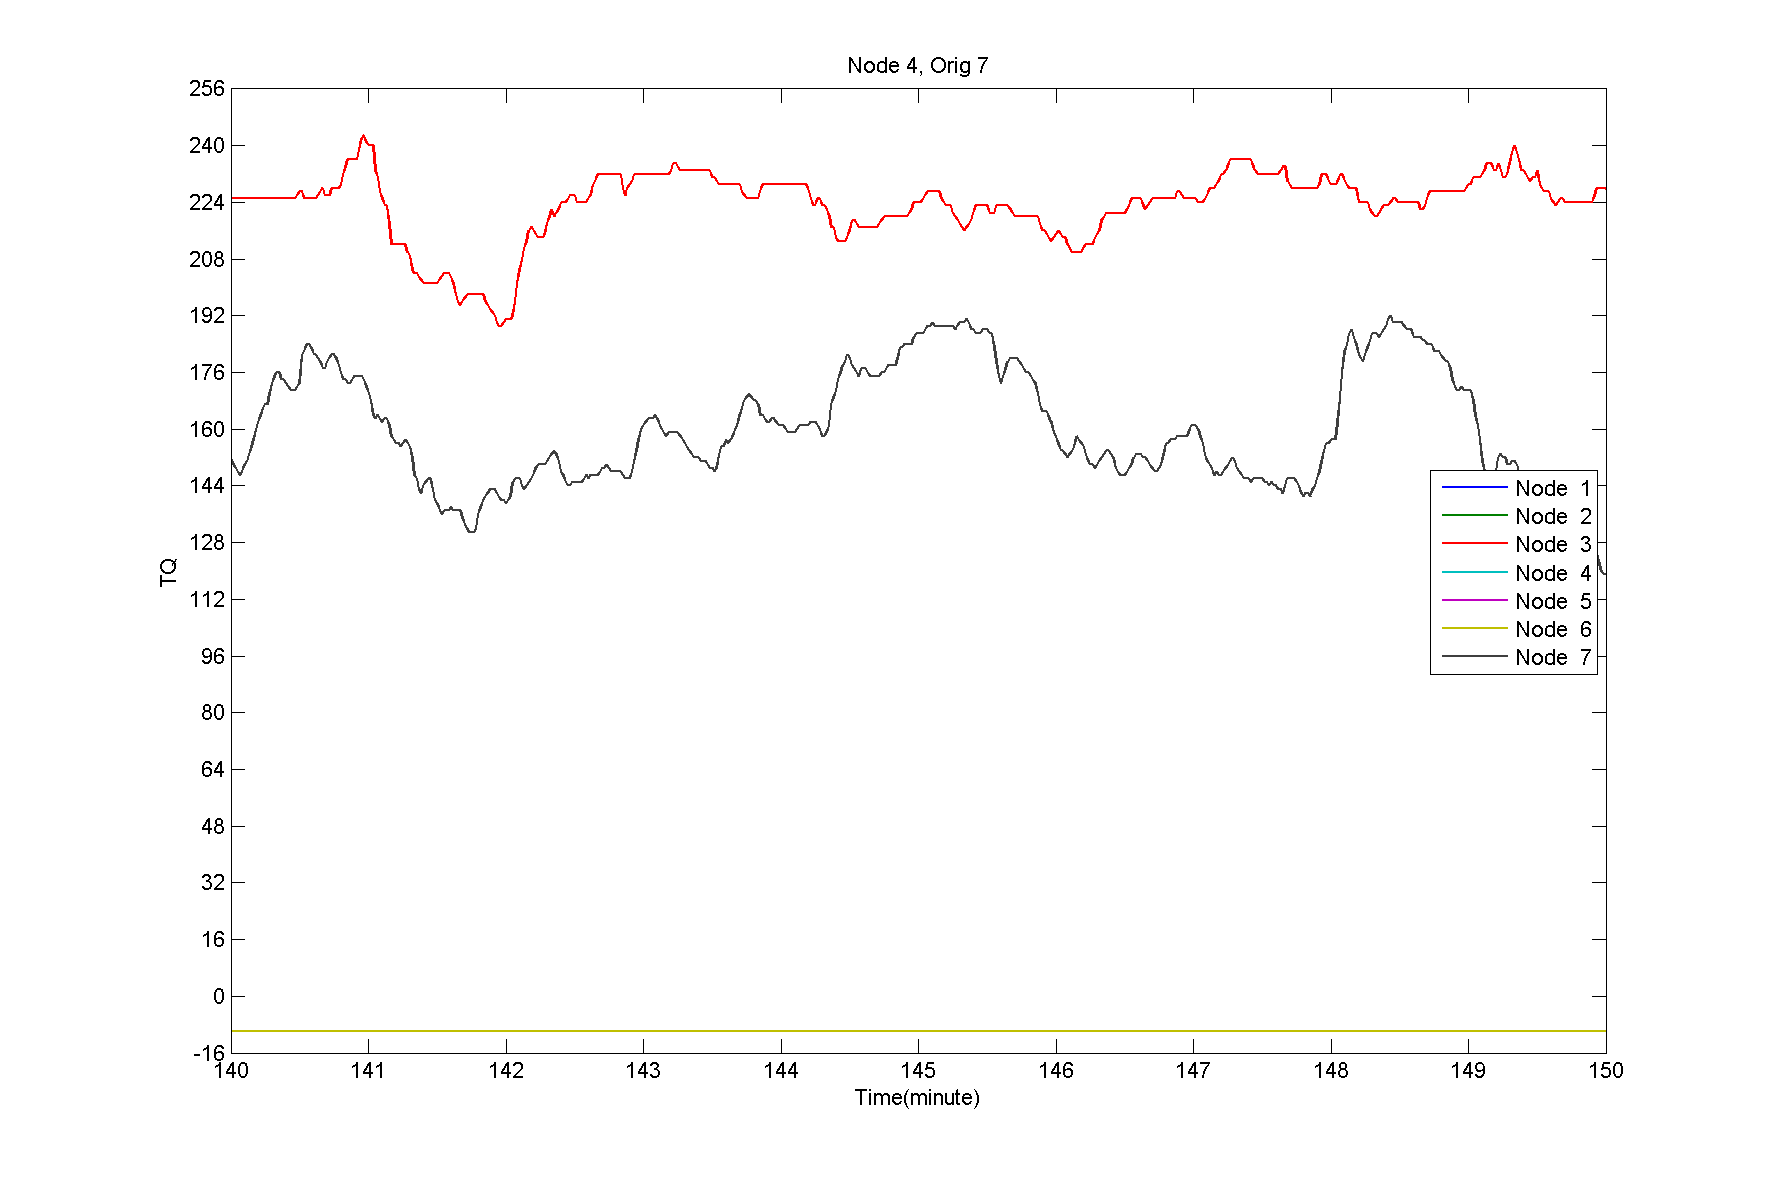 Node 4, Orig 7
256
240
224
208
192
176
160
144
128
112
96
80
64
48
32
16
0
-16
TQ
Node 1
Node 2
Node 3
Node 4
Node 5
Node 6
Node 7
140 141 142 143 144 145 146 147 148 149 150
Time(minute)